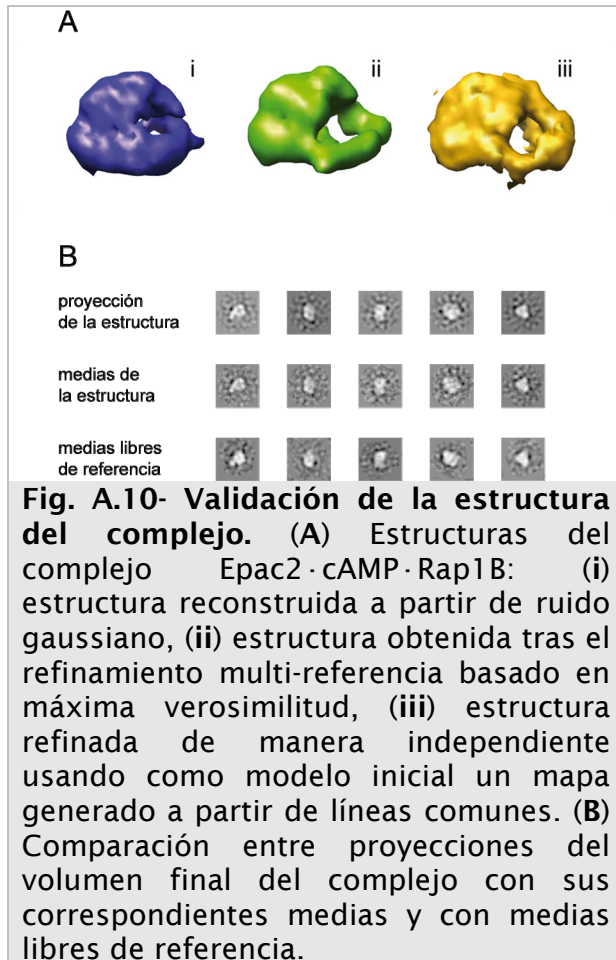 A
i
ii
iii
B
proyección
de la estructura
medias de
la estructura
medias libres
de referencia
Fig. A.10- Validación de la estructura
del complejo. (A) Estructuras del
complejo Epac2·cAMP·Rap1B: (i)
estructura reconstruida a partir de ruido
gaussiano, (ii) estructura obtenida tras el
refinamiento multi-referencia basado en
máxima verosimilitud, (iii) estructura
refinada de manera independiente
usando como modelo inicial un mapa
generado a partir de líneas comunes. (B)
Comparación entre proyecciones del
volumen final del complejo con sus
correspondientes medias y con medias
libres de referencia.